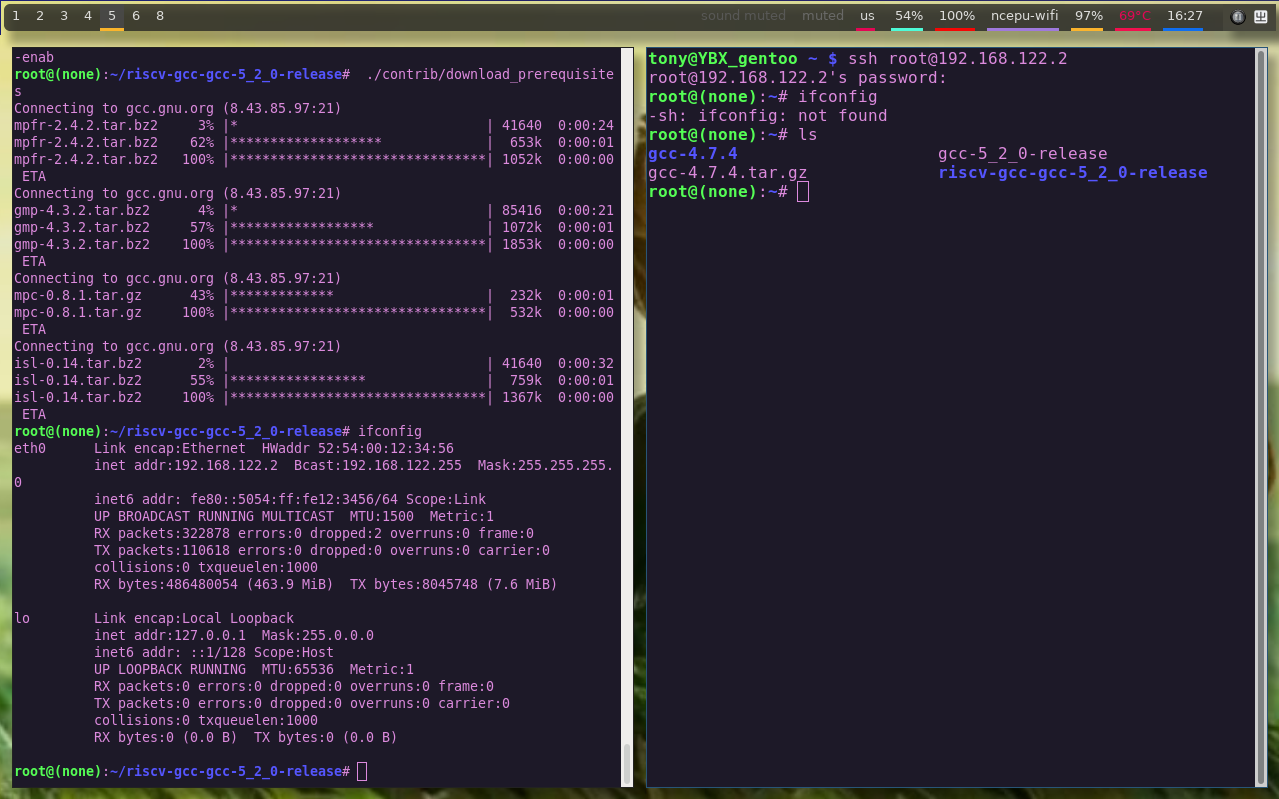 1 2 3 4 5 6 8 sound muted muted us 54% 100% ncepu-wifi 97% 69°C 16:27
-enab
root@(none):~/riscv-gcc-gcc-5_2_0-release#  ./contrib/download_prerequisite
s
Connecting to gcc.gnu.org (8.43.85.97:21)
mpfr-2.4.2.tar.bz2     3% |*                               | 41640  0:00:24
mpfr-2.4.2.tar.bz2    62% |*******************             |  653k  0:00:01
mpfr-2.4.2.tar.bz2   100% |********************************| 1052k  0:00:00
 ETA
Connecting to gcc.gnu.org (8.43.85.97:21)
gmp-4.3.2.tar.bz2      4% |*                               | 85416  0:00:21
gmp-4.3.2.tar.bz2     57% |******************              | 1072k  0:00:01
gmp-4.3.2.tar.bz2    100% |********************************| 1853k  0:00:00
 ETA
Connecting to gcc.gnu.org (8.43.85.97:21)
mpc-0.8.1.tar.gz      43% |*************                   |  232k  0:00:01
mpc-0.8.1.tar.gz     100% |********************************|  532k  0:00:00
 ETA
Connecting to gcc.gnu.org (8.43.85.97:21)
isl-0.14.tar.bz2       2% |                                | 41640  0:00:32
isl-0.14.tar.bz2      55% |*****************               |  759k  0:00:01
isl-0.14.tar.bz2     100% |********************************| 1367k  0:00:00
 ETA
root@(none):~/riscv-gcc-gcc-5_2_0-release# ifconfig
eth0      Link encap:Ethernet  HWaddr 52:54:00:12:34:56
          inet addr:192.168.122.2  Bcast:192.168.122.255  Mask:255.255.255.
0
          inet6 addr: fe80::5054:ff:fe12:3456/64 Scope:Link
          UP BROADCAST RUNNING MULTICAST  MTU:1500  Metric:1
          RX packets:322878 errors:0 dropped:2 overruns:0 frame:0
          TX packets:110618 errors:0 dropped:0 overruns:0 carrier:0
          collisions:0 txqueuelen:1000
          RX bytes:486480054 (463.9 MiB)  TX bytes:8045748 (7.6 MiB)
lo        Link encap:Local Loopback
          inet addr:127.0.0.1  Mask:255.0.0.0
          inet6 addr: ::1/128 Scope:Host
          UP LOOPBACK RUNNING  MTU:65536  Metric:1
          RX packets:0 errors:0 dropped:0 overruns:0 frame:0
          TX packets:0 errors:0 dropped:0 overruns:0 carrier:0
          collisions:0 txqueuelen:1000
          RX bytes:0 (0.0 B)  TX bytes:0 (0.0 B)
root@(none):~/riscv-gcc-gcc-5_2_0-release#
tony@YBX_gentoo ~ $ ssh root@192.168.122.2
root@192.168.122.2's password:
root@(none):~# ifconfig
-sh: ifconfig: not found
root@(none):~# ls
gcc-4.7.4                    gcc-5_2_0-release
gcc-4.7.4.tar.gz             riscv-gcc-gcc-5_2_0-release
root@(none):~#